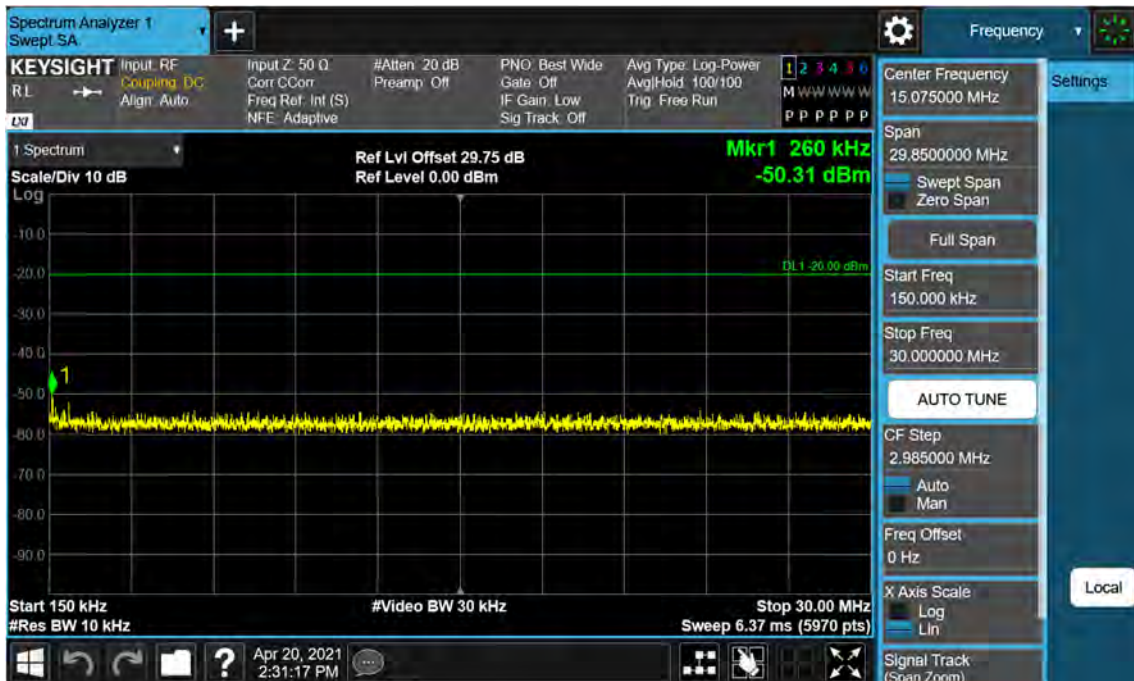 Spectrum Analyzer 1
Swept SA
Frequency
KEYSIGHT
RL
LXI
Input: RF
Coupling: DC
Align: Auto
Input Z: 50 Ω
Corr CCorr
Freq Ref: Int (S)
NFE: Adaptive
#Atten: 20 dB
Preamp: Off
PNO: Best Wide
Gate: Off
IF Gain: Low
Sig Track: Off
Avg Type: Log-Power
Avg|Hold: 100/100
Trig: Free Run
1 2 3 4 5 6
M W W W W W
P P P P P P
1 Spectrum
Scale/Div 10 dB
Log
Ref Lvl Offset 29.75 dB
Ref Level 0.00 dBm
Mkr1 260 kHz
-50.31 dBm
-10.0
DL1 -20.00 dBm
-20.0
-30.0
-40.0
1
-50.0
-60.0
-70.0
-80.0
-90.0
Start 150 kHz
#Res BW 10 kHz
#Video BW 30 kHz
Stop 30.00 MHz
Sweep 6.37 ms (5970 pts)
Center Frequency
15.075000 MHz
Settings
Span
29.8500000 MHz
Swept Span
Zero Span
Full Span
Start Freq
150.000 kHz
Stop Freq
30.000000 MHz
AUTO TUNE
CF Step
2.985000 MHz
Auto
Man
Freq Offset
0 Hz
X Axis Scale
Log
Lin
Local
Signal Track
(Span Zoom)
?
Apr 20, 2021
2:31:17 PM